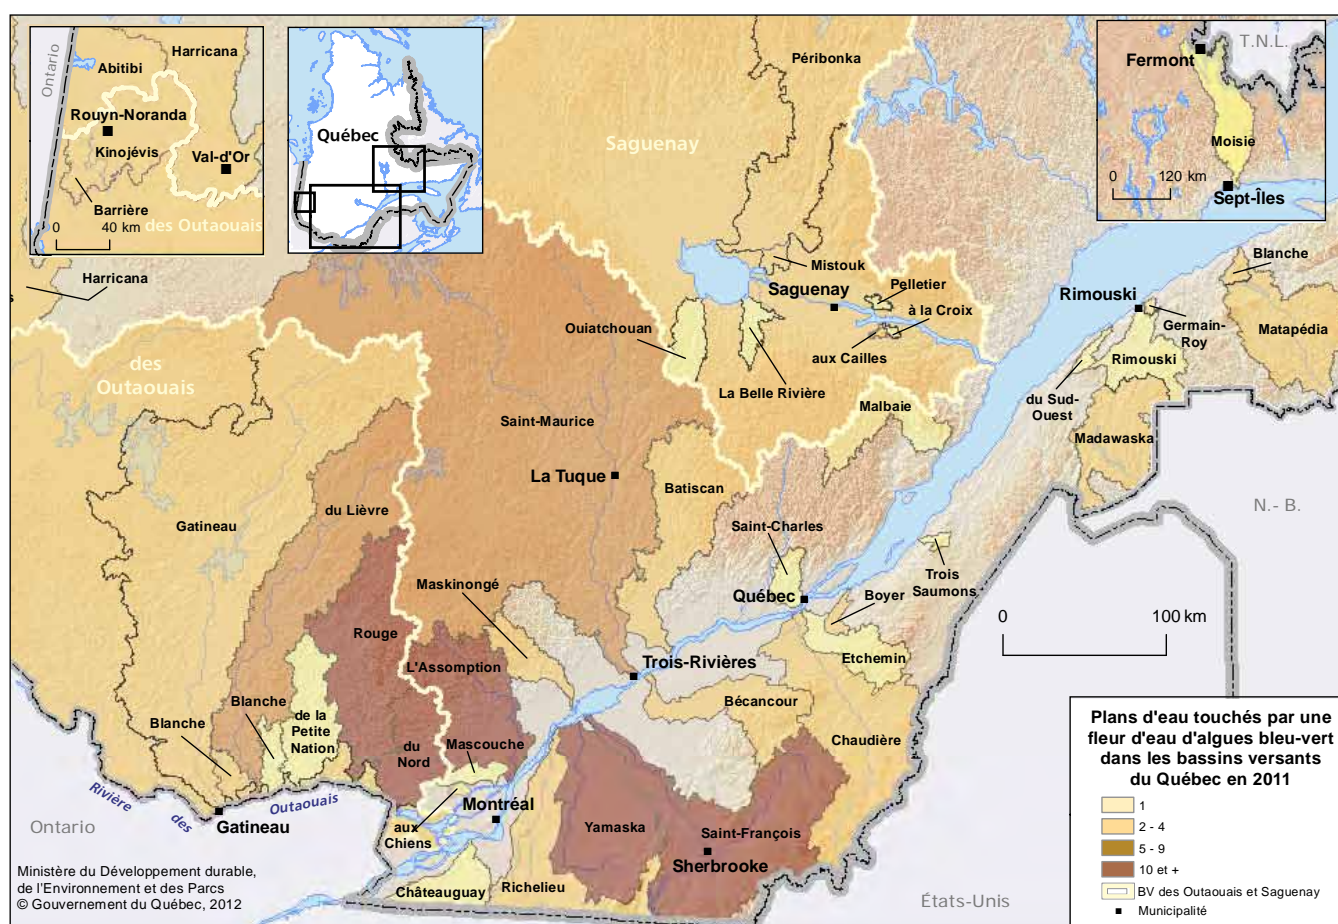 Ontario
Harricana
Abitibi
Rouyn-Noranda
Kinojévis
Val-d'Or
Barrière
0 40 km
des Outaouais
Québec
T.N.L.
Fermont
Moisie
0 120 km
Sept-Îles
Péribonka
Saguenay
Harricana
Mistouk
Saguenay
Pelletier
à la Croix
aux Cailles
Ouiatchouan
La Belle Rivière
Malbaie
Blanche
Rimouski
Germain-
Roy
Matapédia
Rimouski
du Sud-
Ouest
Madawaska
des
Outaouais
Saint-Maurice
La Tuque
Batiscan
Gatineau
du Lièvre
Saint-Charles
N.- B.
Maskinongé
Québec
Boyer
Trois
Saumons
0 100 km
Rouge
L'Assomption
Trois-Rivières
Etchemin
Bécancour
Blanche
Blanche
de la
Petite
Nation
du
Nord
Mascouche
Chaudière
Rivière
des
Outaouais
Gatineau
Ontario
aux
Chiens
Montréal
Yamaska
Saint-François
Sherbrooke
Châteauguay
Richelieu
États-Unis
Ministère du Développement durable,
de l'Environnement et des Parcs
© Gouvernement du Québec, 2012
Plans d'eau touchés par une
fleur d'eau d'algues bleu-vert
dans les bassins versants
du Québec en 2011
1
2 - 4
5 - 9
10 et +
BV des Outaouais et Saguenay
Municipalité